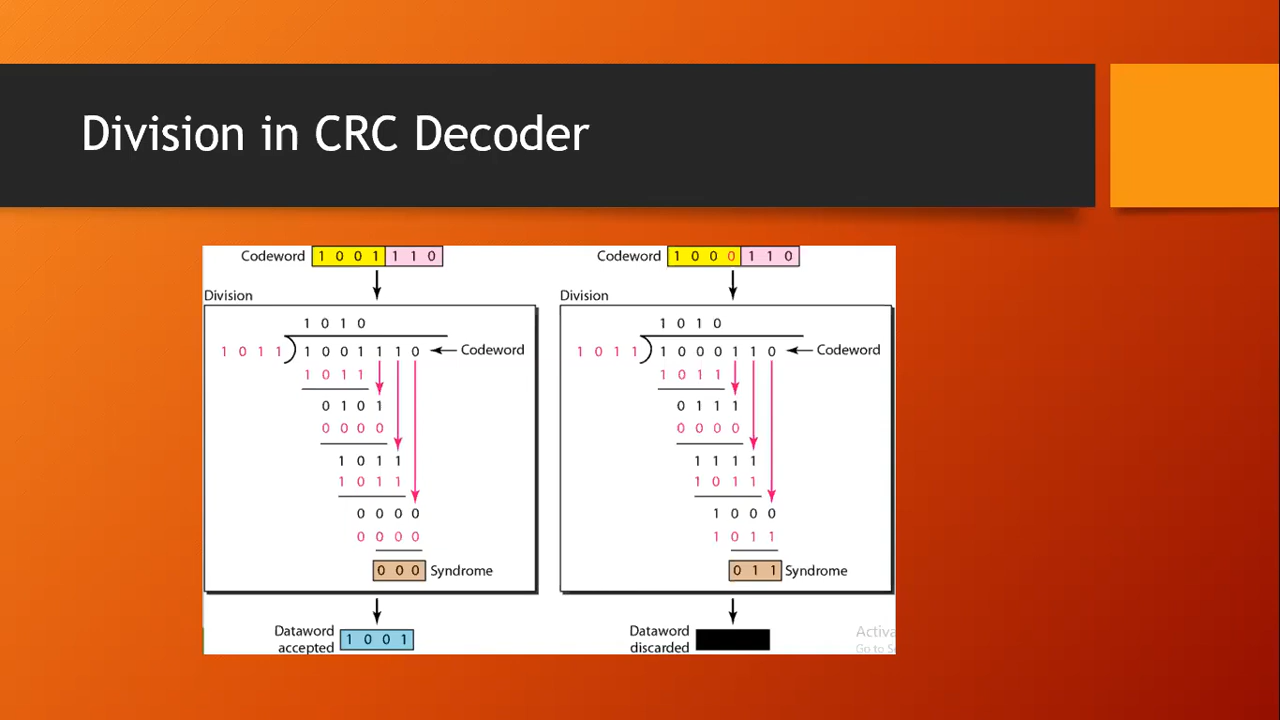 Division in CRC Decoder
Codeword 1 0 0 1 1 1 0
Division
1 0 1 0
1 0 1 1 1 0 0 1 1 1 0 Codeword
1 0 1 1
0 1 0 1
0 0 0 0
1 0 1 1
1 0 1 1
0 0 0 0
0 0 0 0
0 0 0 Syndrome
Dataword
accepted 1 0 0 1
Codeword 1 0 0 0 1 1 0
Division
1 0 1 0
1 0 1 1 1 0 0 0 1 1 0 Codeword
1 0 1 1
0 1 1 1
0 0 0 0
1 1 1 1
1 0 1 1
1 0 0 0
1 0 1 1
0 1 1 Syndrome
Dataword
discarded
Activa
Go to S